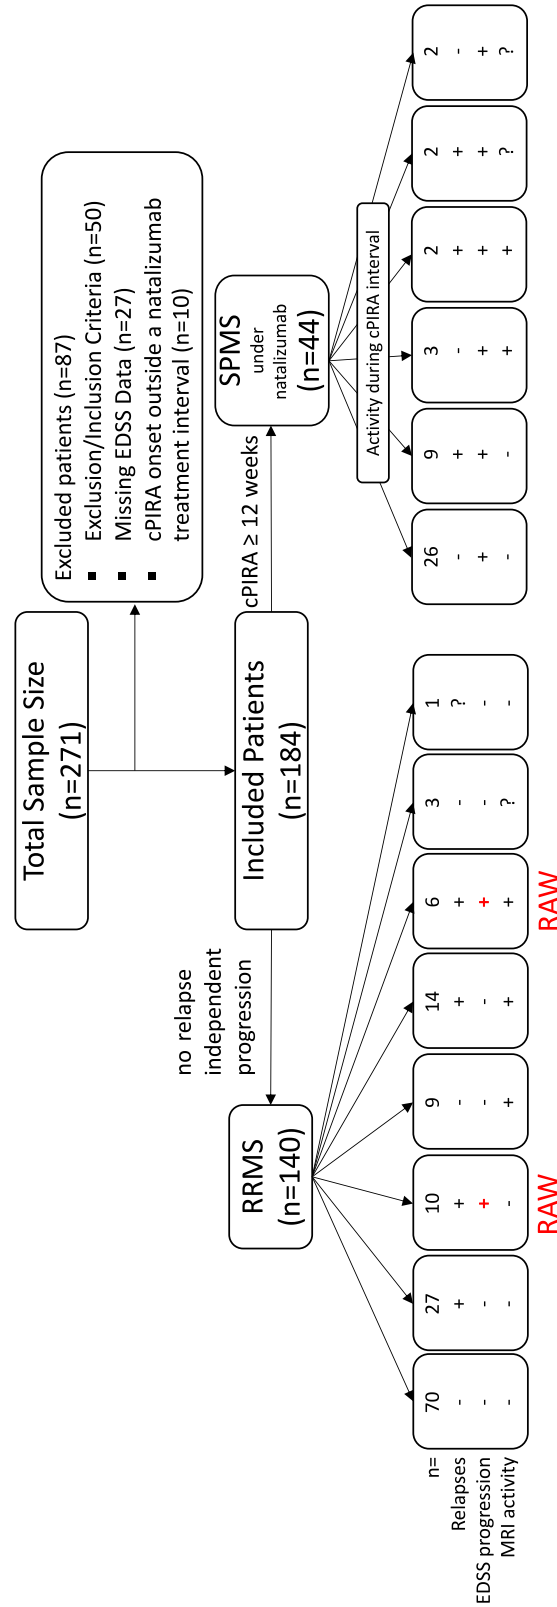 Total Sample Size
(n=271)
Excluded patients (n=87)
▪ Exclusion/Inclusion Criteria (n=50)
▪ Missing EDSS Data (n=27)
▪ cPIRA onset outside a natalizumab
treatment interval (n=10)
Included Patients
(n=184)
no relapse
independent
progression
cPIRA ≥ 12 weeks
RRMS
(n=140)
SPMS
under
natalizumab
(n=44)
Activity during cPIRA interval
n= 70 27 10 9 14 6 3 1 26 9 3 2 2 2
Relapses - + + - + + - ? - + - + + -
EDSS progression - - + - - + - - + + + + + +
MRI activity - - - + + + ? - - - + + ? ?
RAW RAW